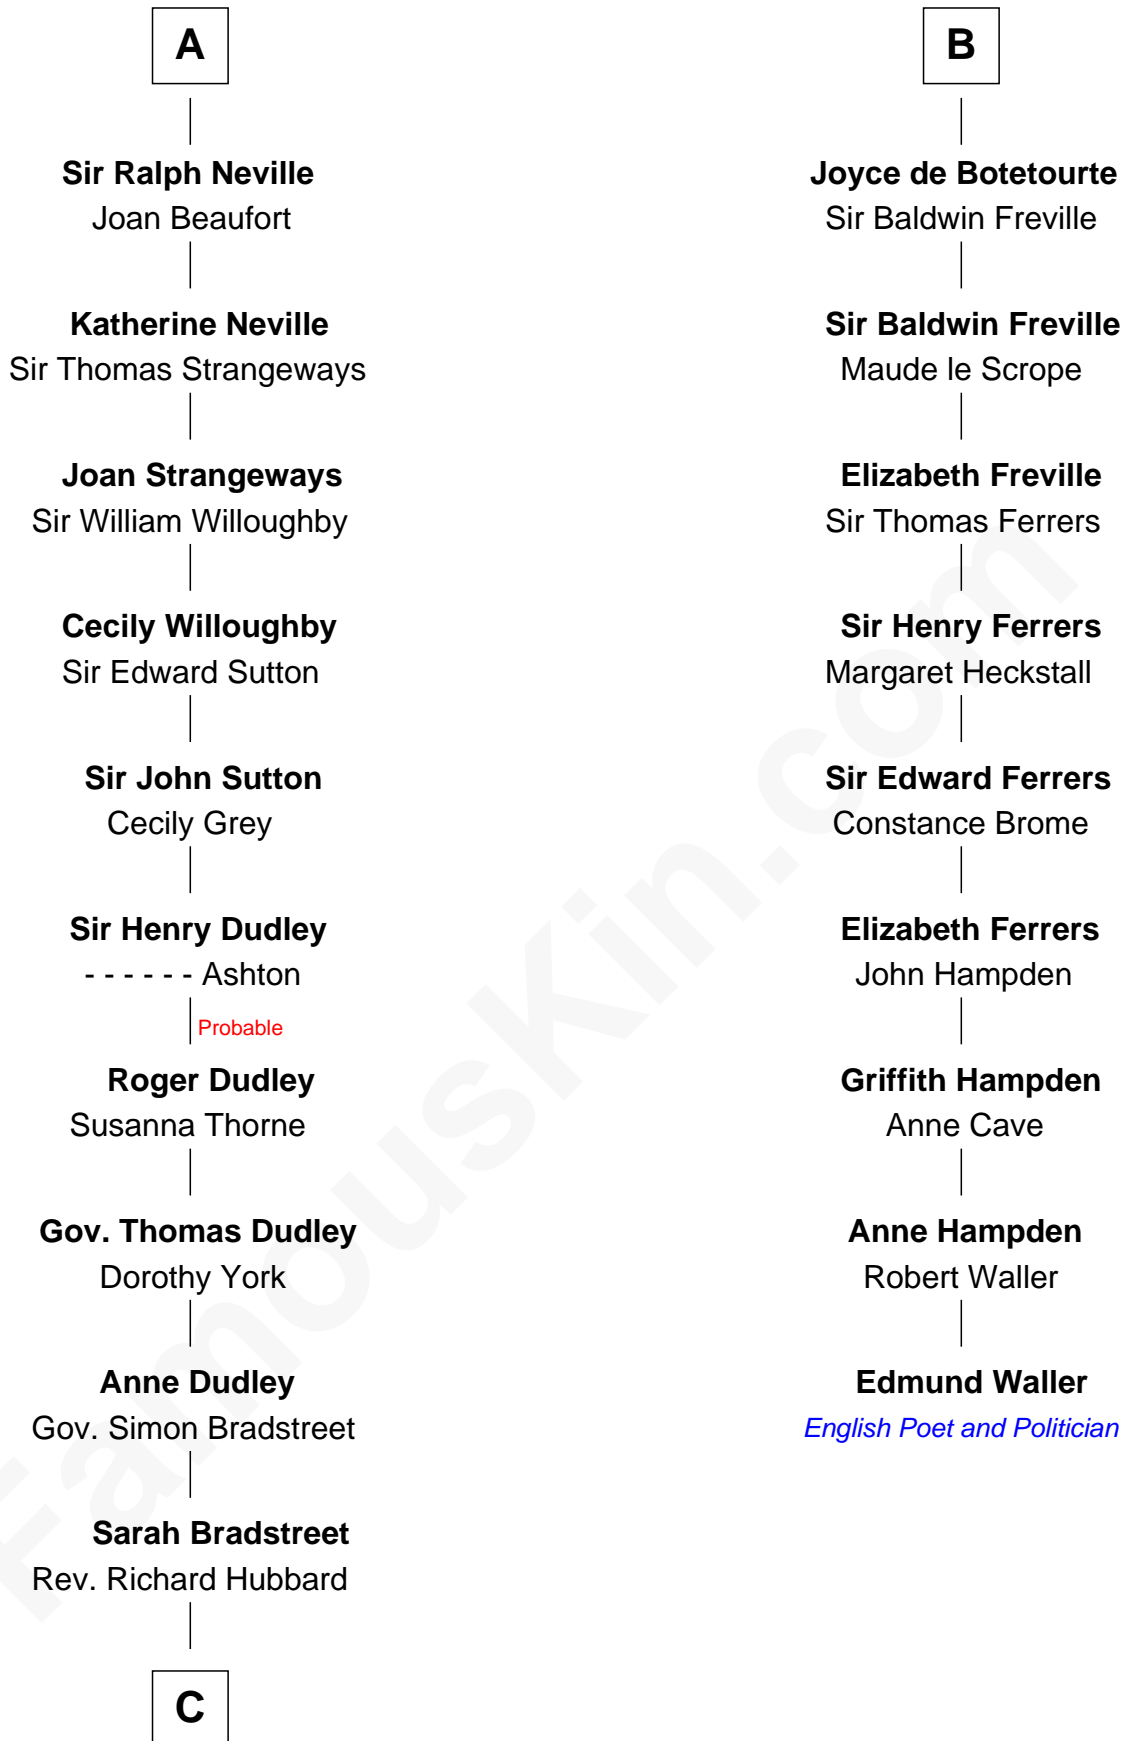 A
Sir Ralph Neville
Joan Beaufort
Katherine Neville
Sir Thomas Strangeways
Joan Strangeways
Sir William Willoughby
Cecily Willoughby
Sir Edward Sutton
Sir John Sutton
Cecily Grey
Sir Henry Dudley
- - - - - - Ashton
Probable
Roger Dudley
Susanna Thorne
Gov. Thomas Dudley
Dorothy York
Anne Dudley
Gov. Simon Bradstreet
Sarah Bradstreet
Rev. Richard Hubbard
C
B
Joyce de Botetourte
Sir Baldwin Freville
Sir Baldwin Freville
Maude le Scrope
Elizabeth Freville
Sir Thomas Ferrers
Sir Henry Ferrers
Margaret Heckstall
Sir Edward Ferrers
Constance Brome
Elizabeth Ferrers
John Hampden
Griffith Hampden
Anne Cave
Anne Hampden
Robert Waller
Edmund Waller
English Poet and Politician
FamousKin.com